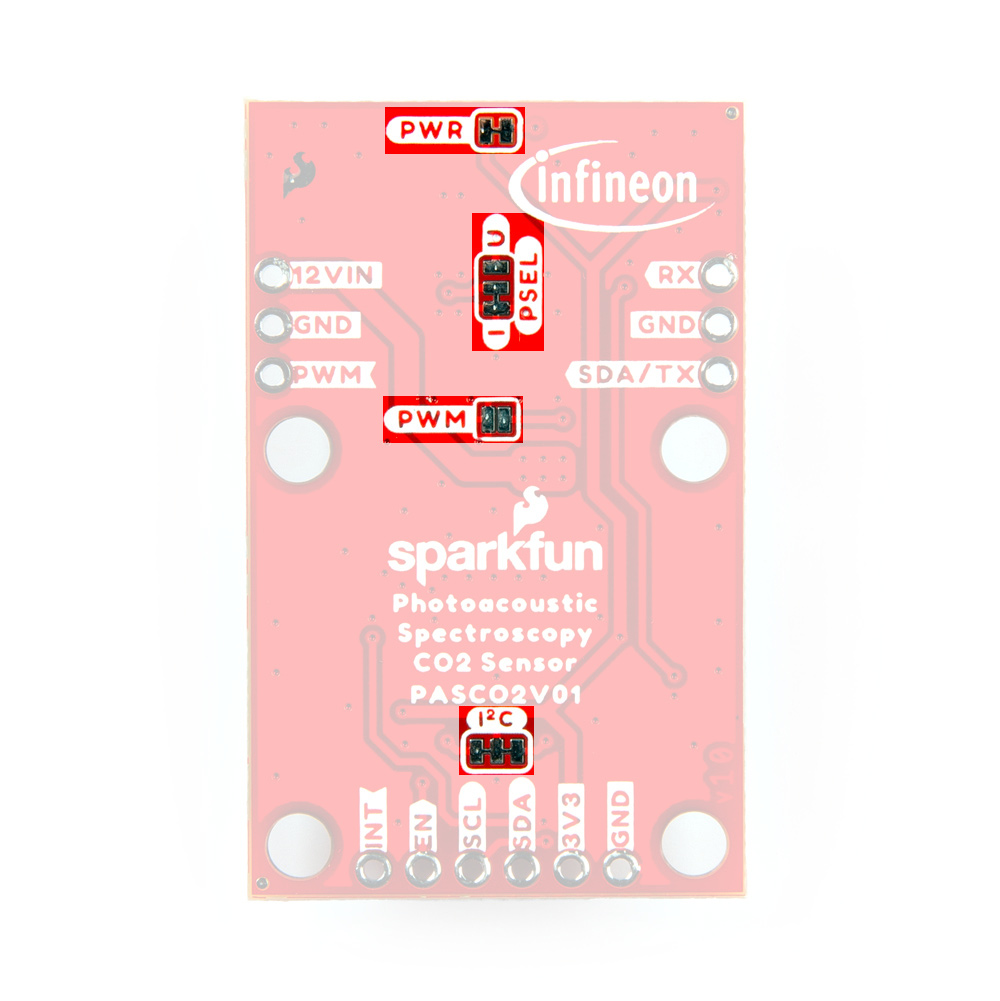 PWR
infineon
U
PSEL
I
12VIN
GND
PWM
RX
GND
SDA/TX
PWM
sparkfun
Photoacoustic
Spectroscopy
CO2 Sensor
PASCO2V01
I²C
v10
INT
EN
SCL
SDA
3V3
GND